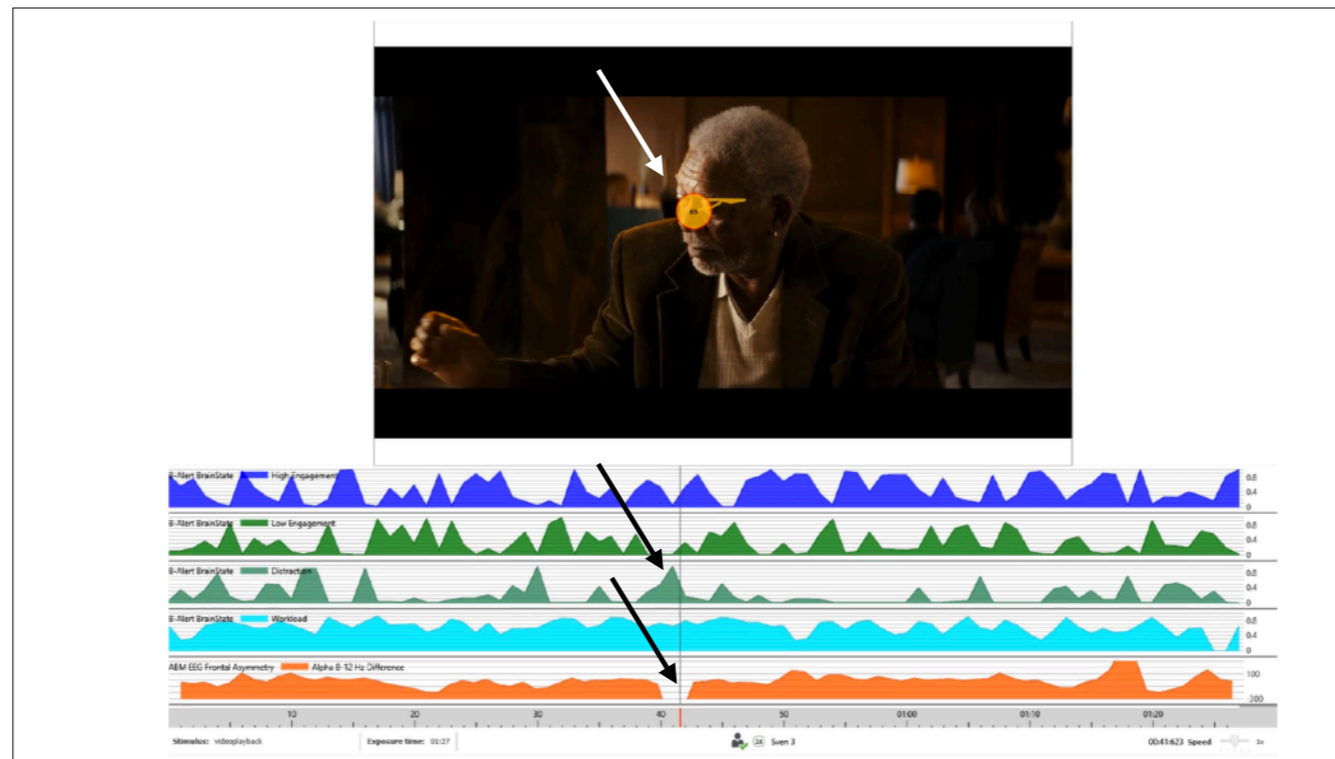 B-Alert BrainState High Engagement
0.8
0.4
0
B-Alert BrainState Low Engagement
0.8
0.4
0
B-Alert BrainState Distraction
0.8
0.4
0
B-Alert BrainState Workload
0.8
0.4
0
ABM EEG Frontal Asymmetry Alpha 8-12 Hz Difference
100
-300
10 20 30 40 50 01:00 01:10 01:20
Stimulus: videoplayback Exposure time: 01:27 24 Sven 3 00:41:623 Speed 1x